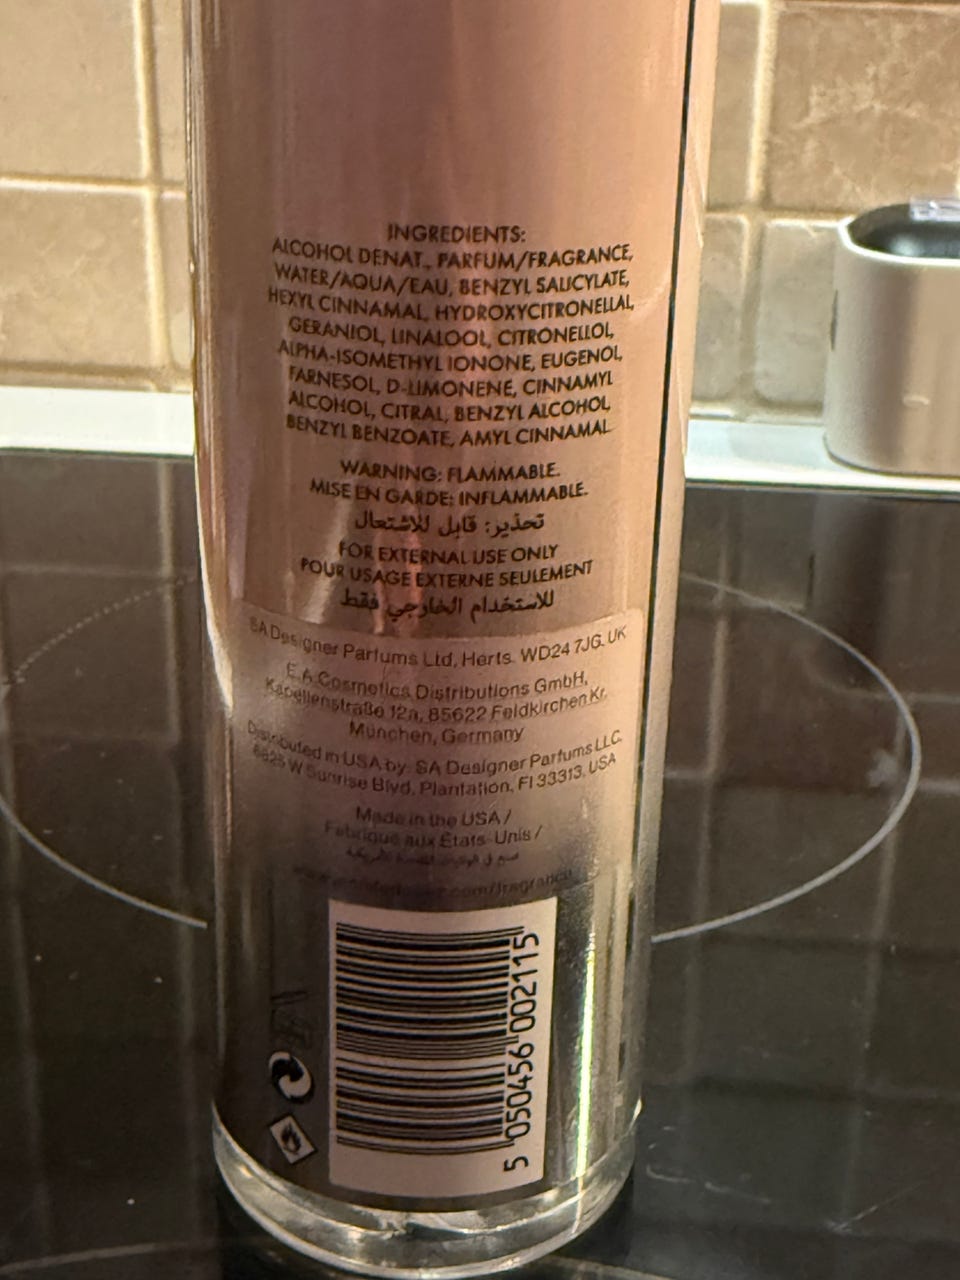 INGREDIENTS:
ALCOHOL DENAT., PARFUM/FRAGRANCE,
WATER/AQUA/EAU, BENZYL SALICYLATE,
HEXYL CINNAMAL, HYDROXYCITRONELLAL,
GERANIOL, LINALOOL, CITRONELLOL,
ALPHA-ISOMETHYL IONONE, EUGENOL,
FARNESOL, D-LIMONENE, CINNAMYL
ALCOHOL, CITRAL, BENZYL ALCOHOL,
BENZYL BENZOATE, AMYL CINNAMAL
WARNING: FLAMMABLE.
MISE EN GARDE: INFLAMMABLE.
تحذير: قابل للاشتعال
FOR EXTERNAL USE ONLY
POUR USAGE EXTERNE SEULEMENT
للاستخدام الخارجي فقط
SA Designer Parfums Ltd, Herts. WD24 7JG. UK
E.A Cosmetics Distributions GmbH,
Kapellenstraße 12a, 85622 Feldkirchen Kr.
München, Germany
Distributed in USA by: SA Designer Parfums LLC.
W Sunrise Blvd, Plantation, Fl 33313, USA
Made in the USA /
Fabriqué aux États-Unis /
5 050456 002115